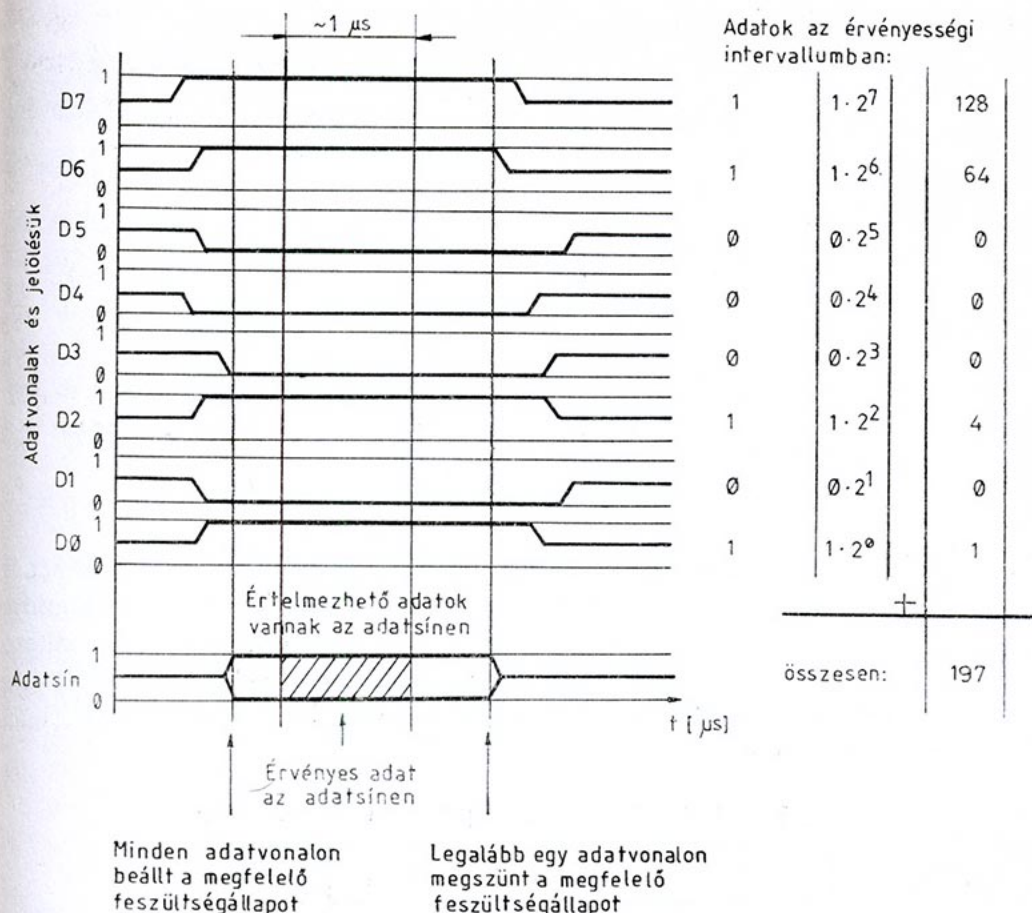 ~1 µs
Adatok az érvényességi
intervallumban:
Adatvonalak és jelölésük
1
D7
0
1 1·2⁷ 128
1
D6
0
1 1·2⁶ 64
1
D5
0
0 0·2⁵ 0
1
D4
0
0 0·2⁴ 0
1
D3
0
0 0·2³ 0
1
D2
0
1 1·2² 4
1
D1
0
0 0·2¹ 0
1
D0
0
1 1·2⁰ 1
+
Értelmezhető adatok
vannak az adatsínen
1
Adatsín
0
összesen: 197
t [µs]
Érvényes adat
az adatsínen
Minden adatvonalon
beállt a megfelelő
feszültségállapot
Legalább egy adatvonalon
megszünt a megfelelő
feszültségállapot